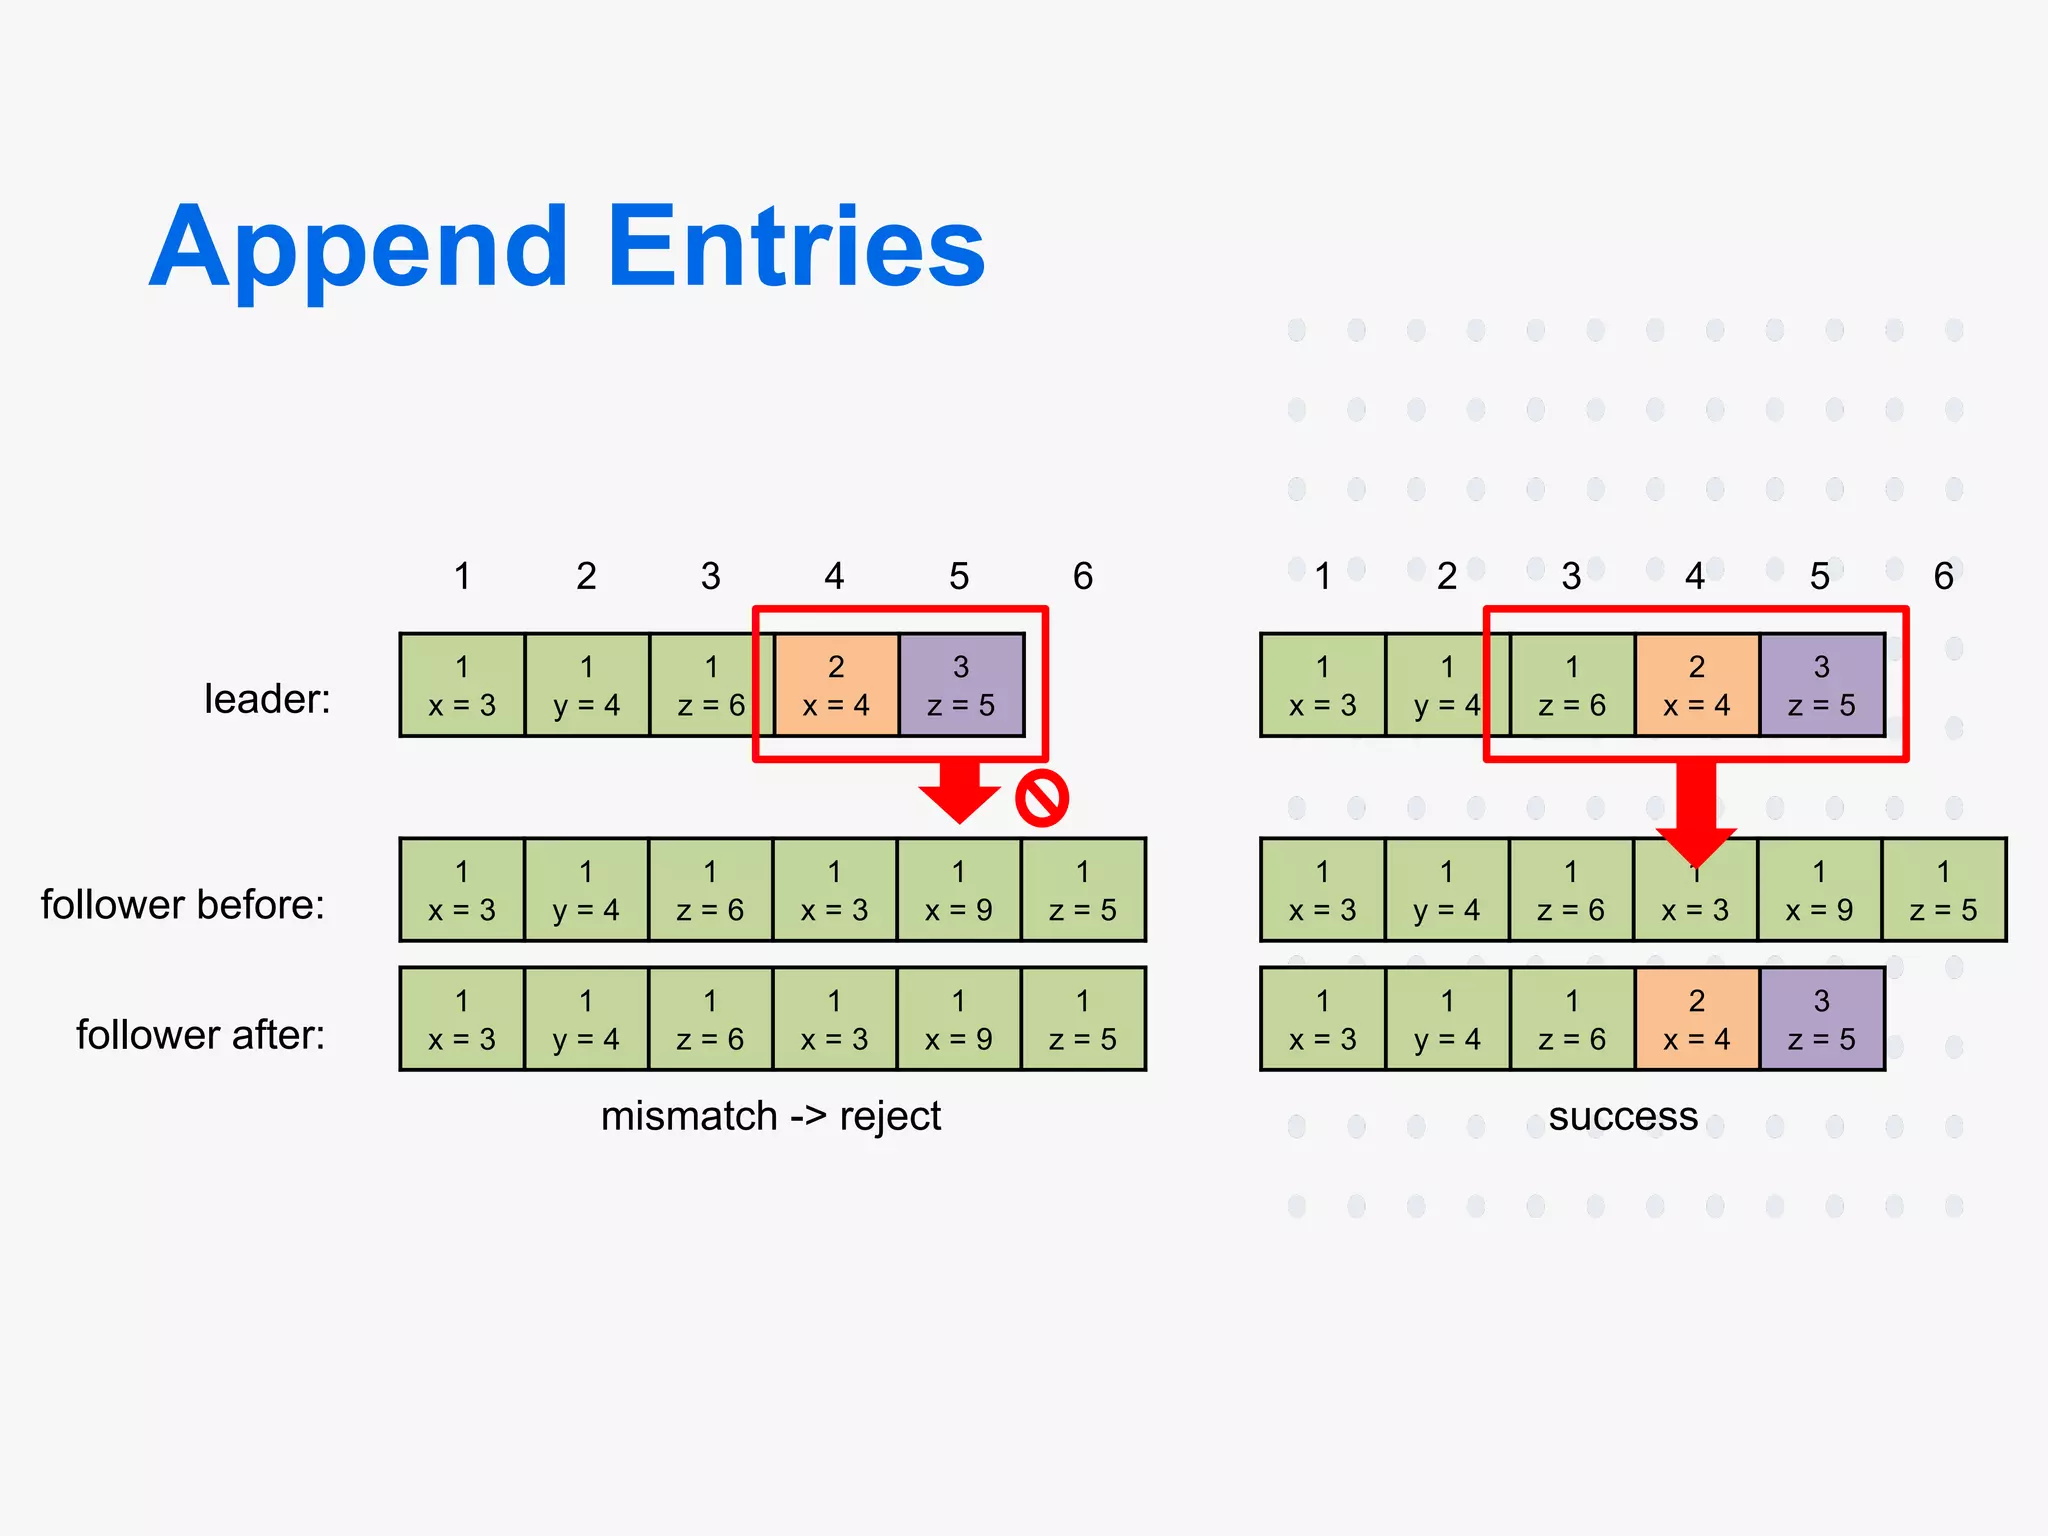 Append Entries
1 2 3 4 5 6
1 2 3 4 5 6
leader:
1 1 1 2 3
x = 3 y = 4 z = 6 x = 4 z = 5
1 1 1 2 3
x = 3 y = 4 z = 6 x = 4 z = 5
follower before:
1 1 1 1 1 1
x = 3 y = 4 z = 6 x = 3 x = 9 z = 5
1 1 1 1 1 1
x = 3 y = 4 z = 6 x = 3 x = 9 z = 5
follower after:
1 1 1 1 1 1
x = 3 y = 4 z = 6 x = 3 x = 9 z = 5
1 1 1 2 3
x = 3 y = 4 z = 6 x = 4 z = 5
mismatch -> reject
success